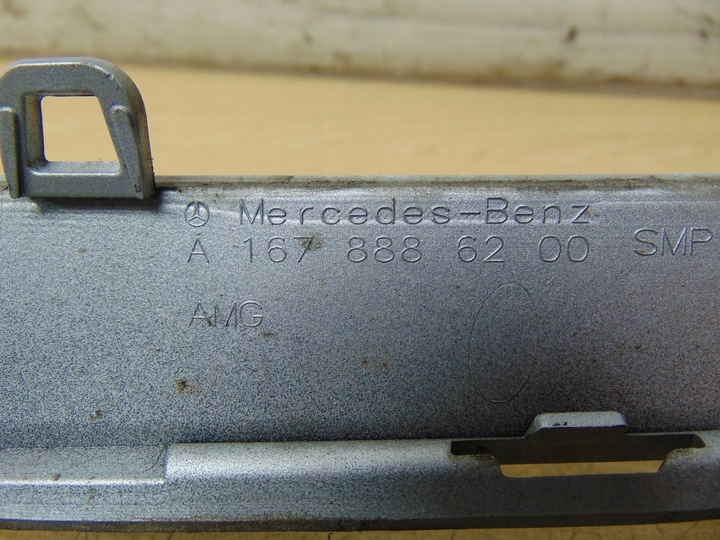 Mercedes-Benz
A 167 888 62 00 SMP
AMG